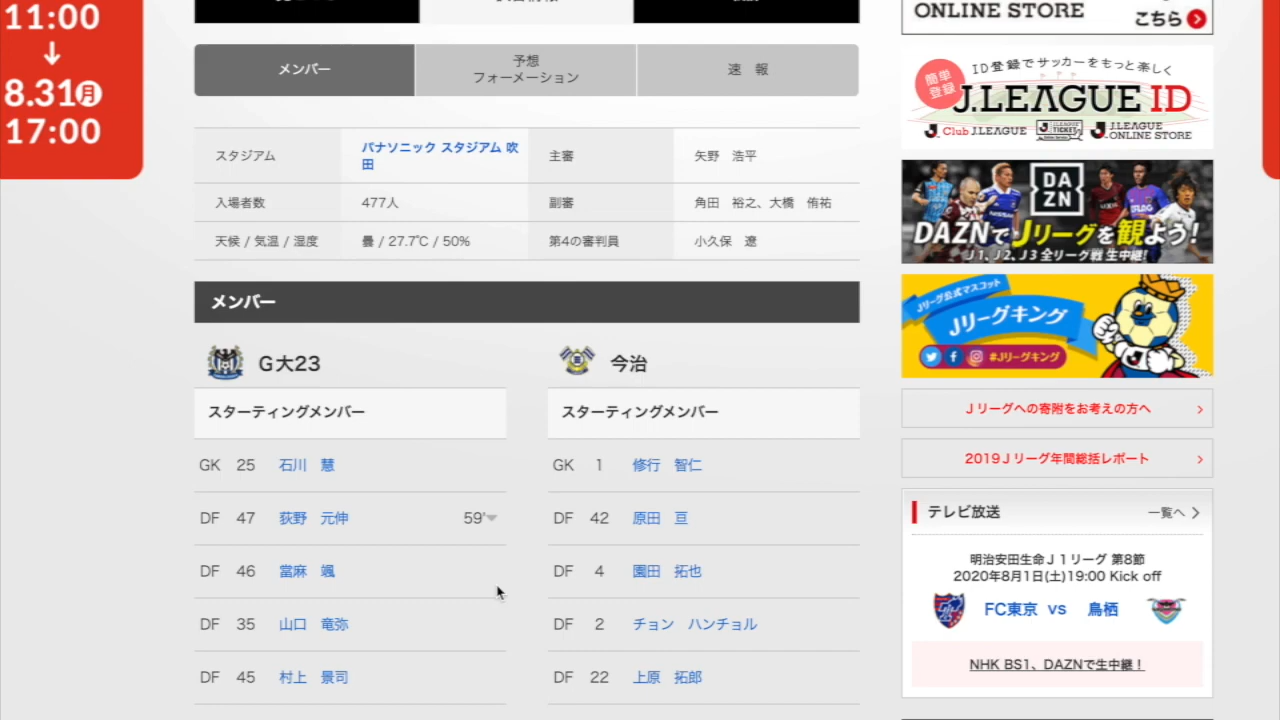 11:00
↓
8.31月
17:00
メンバー
予想
フォーメーション
速 報
スタジアム
パナソニック スタジアム 吹
田
主審
矢野 浩平
入場者数
477人
副審
角田 裕之、大橋 侑祐
天候 / 気温 / 湿度
曇 / 27.7℃ / 50%
第4の審判員
小久保 遼
メンバー
G大23
今治
スターティングメンバー
スターティングメンバー
GK 25 石川 慧
GK 1 修行 智仁
DF 47 荻野 元伸 59'
DF 42 原田 亘
DF 46 當麻 颯
DF 4 園田 拓也
DF 35 山口 竜弥
DF 2 チョン ハンチョル
DF 45 村上 景司
DF 22 上原 拓郎
ONLINE STORE
こちら
簡単
登録
ID登録でサッカーをもっと楽しく
J.LEAGUE ID
Club J.LEAGUE
J.LEAGUE
TICKET
J.LEAGUE
ONLINE STORE
DA
ZN
DAZNでJリーグを観よう!
J1、J2、J3 全リーグ戦 生中継!
Jリーグ公式マスコット
Jリーグキング
#Jリーグキング
Jリーグへの寄附をお考えの方へ
2019Jリーグ年間総括レポート
テレビ放送
一覧へ
明治安田生命J1リーグ 第8節
2020年8月1日(土)19:00 Kick off
FC東京 vs 鳥栖
NHK BS1、DAZNで生中継!